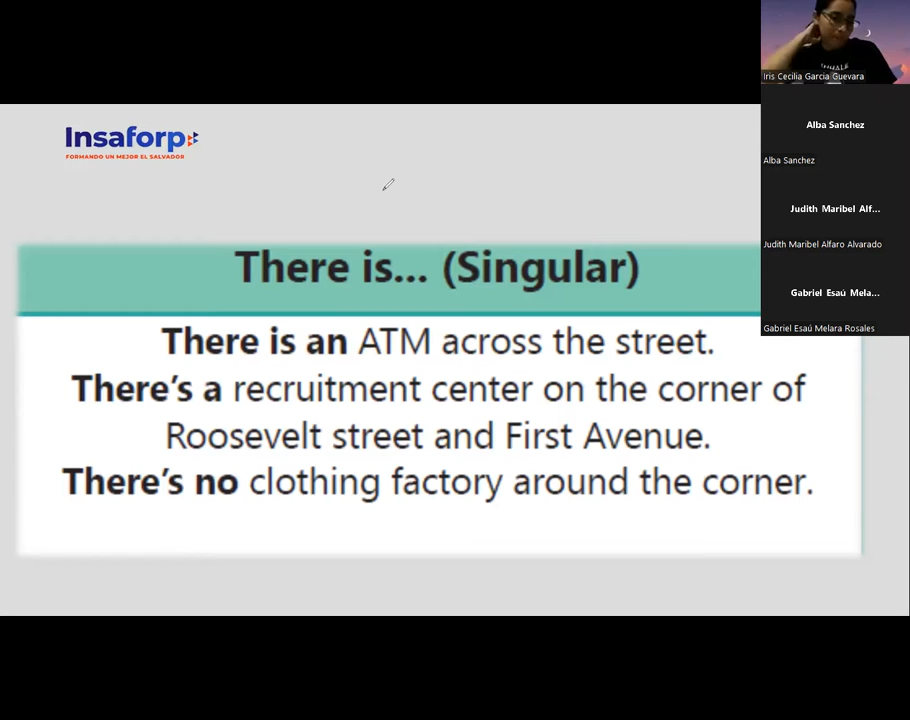 Insaforp
FORMANDO UN MEJOR EL SALVADOR
There is... (Singular)
There is an ATM across the street.
There's a recruitment center on the corner of
Roosevelt street and First Avenue.
There's no clothing factory around the corner.
Iris Cecilia Garcia Guevara
Alba Sanchez
Alba Sanchez
Judith Maribel Alf...
Judith Maribel Alfaro Alvarado
Gabriel Esaú Mela...
Gabriel Esaú Melara Rosales